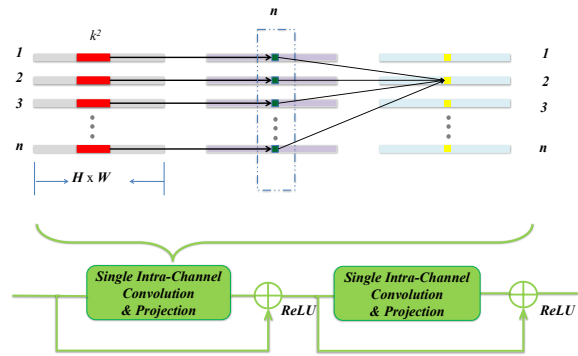 n
k²
1 1
2 2
3 3
n n
H x W
Single Intra-Channel
Convolution
& Projection
ReLU
Single Intra-Channel
Convolution
& Projection
ReLU